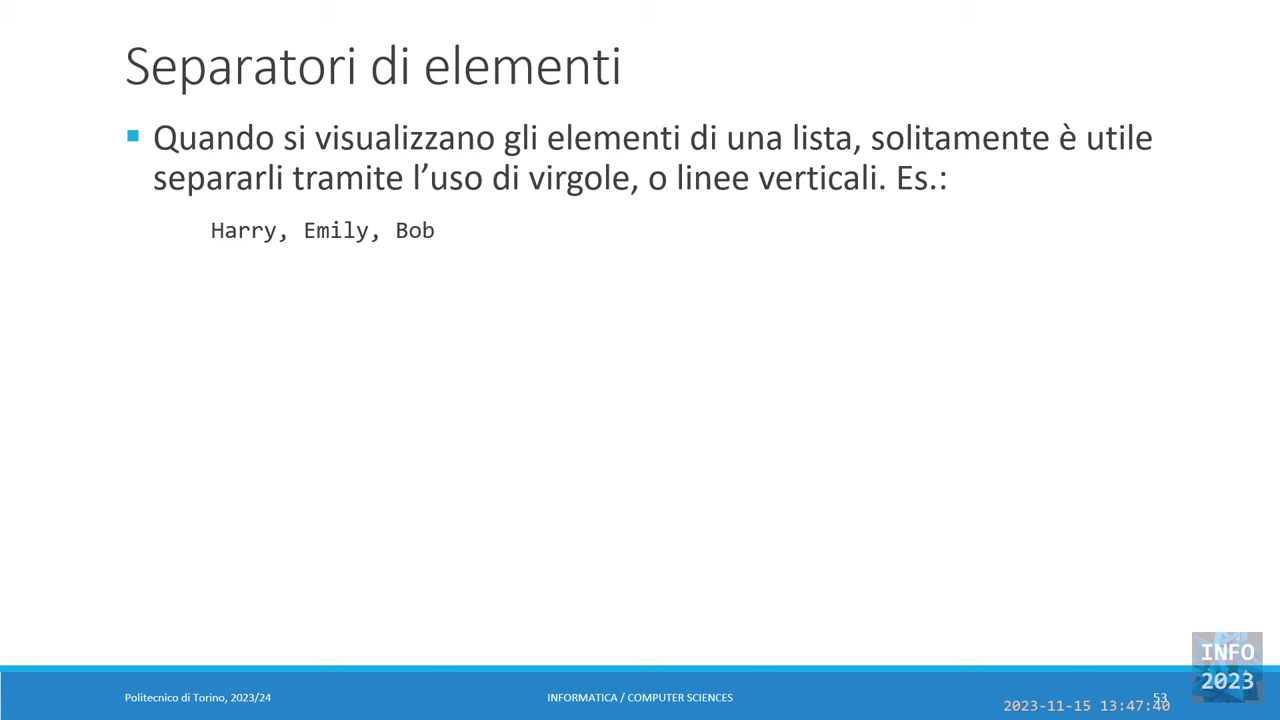 Separatori di elementi
Quando si visualizzano gli elementi di una lista, solitamente è utile
separarli tramite l’uso di virgole, o linee verticali. Es.:
Harry, Emily, Bob
Politecnico di Torino, 2023/24
INFORMATICA / COMPUTER SCIENCES
53
2023-11-15 13:47:40
INFO
2023